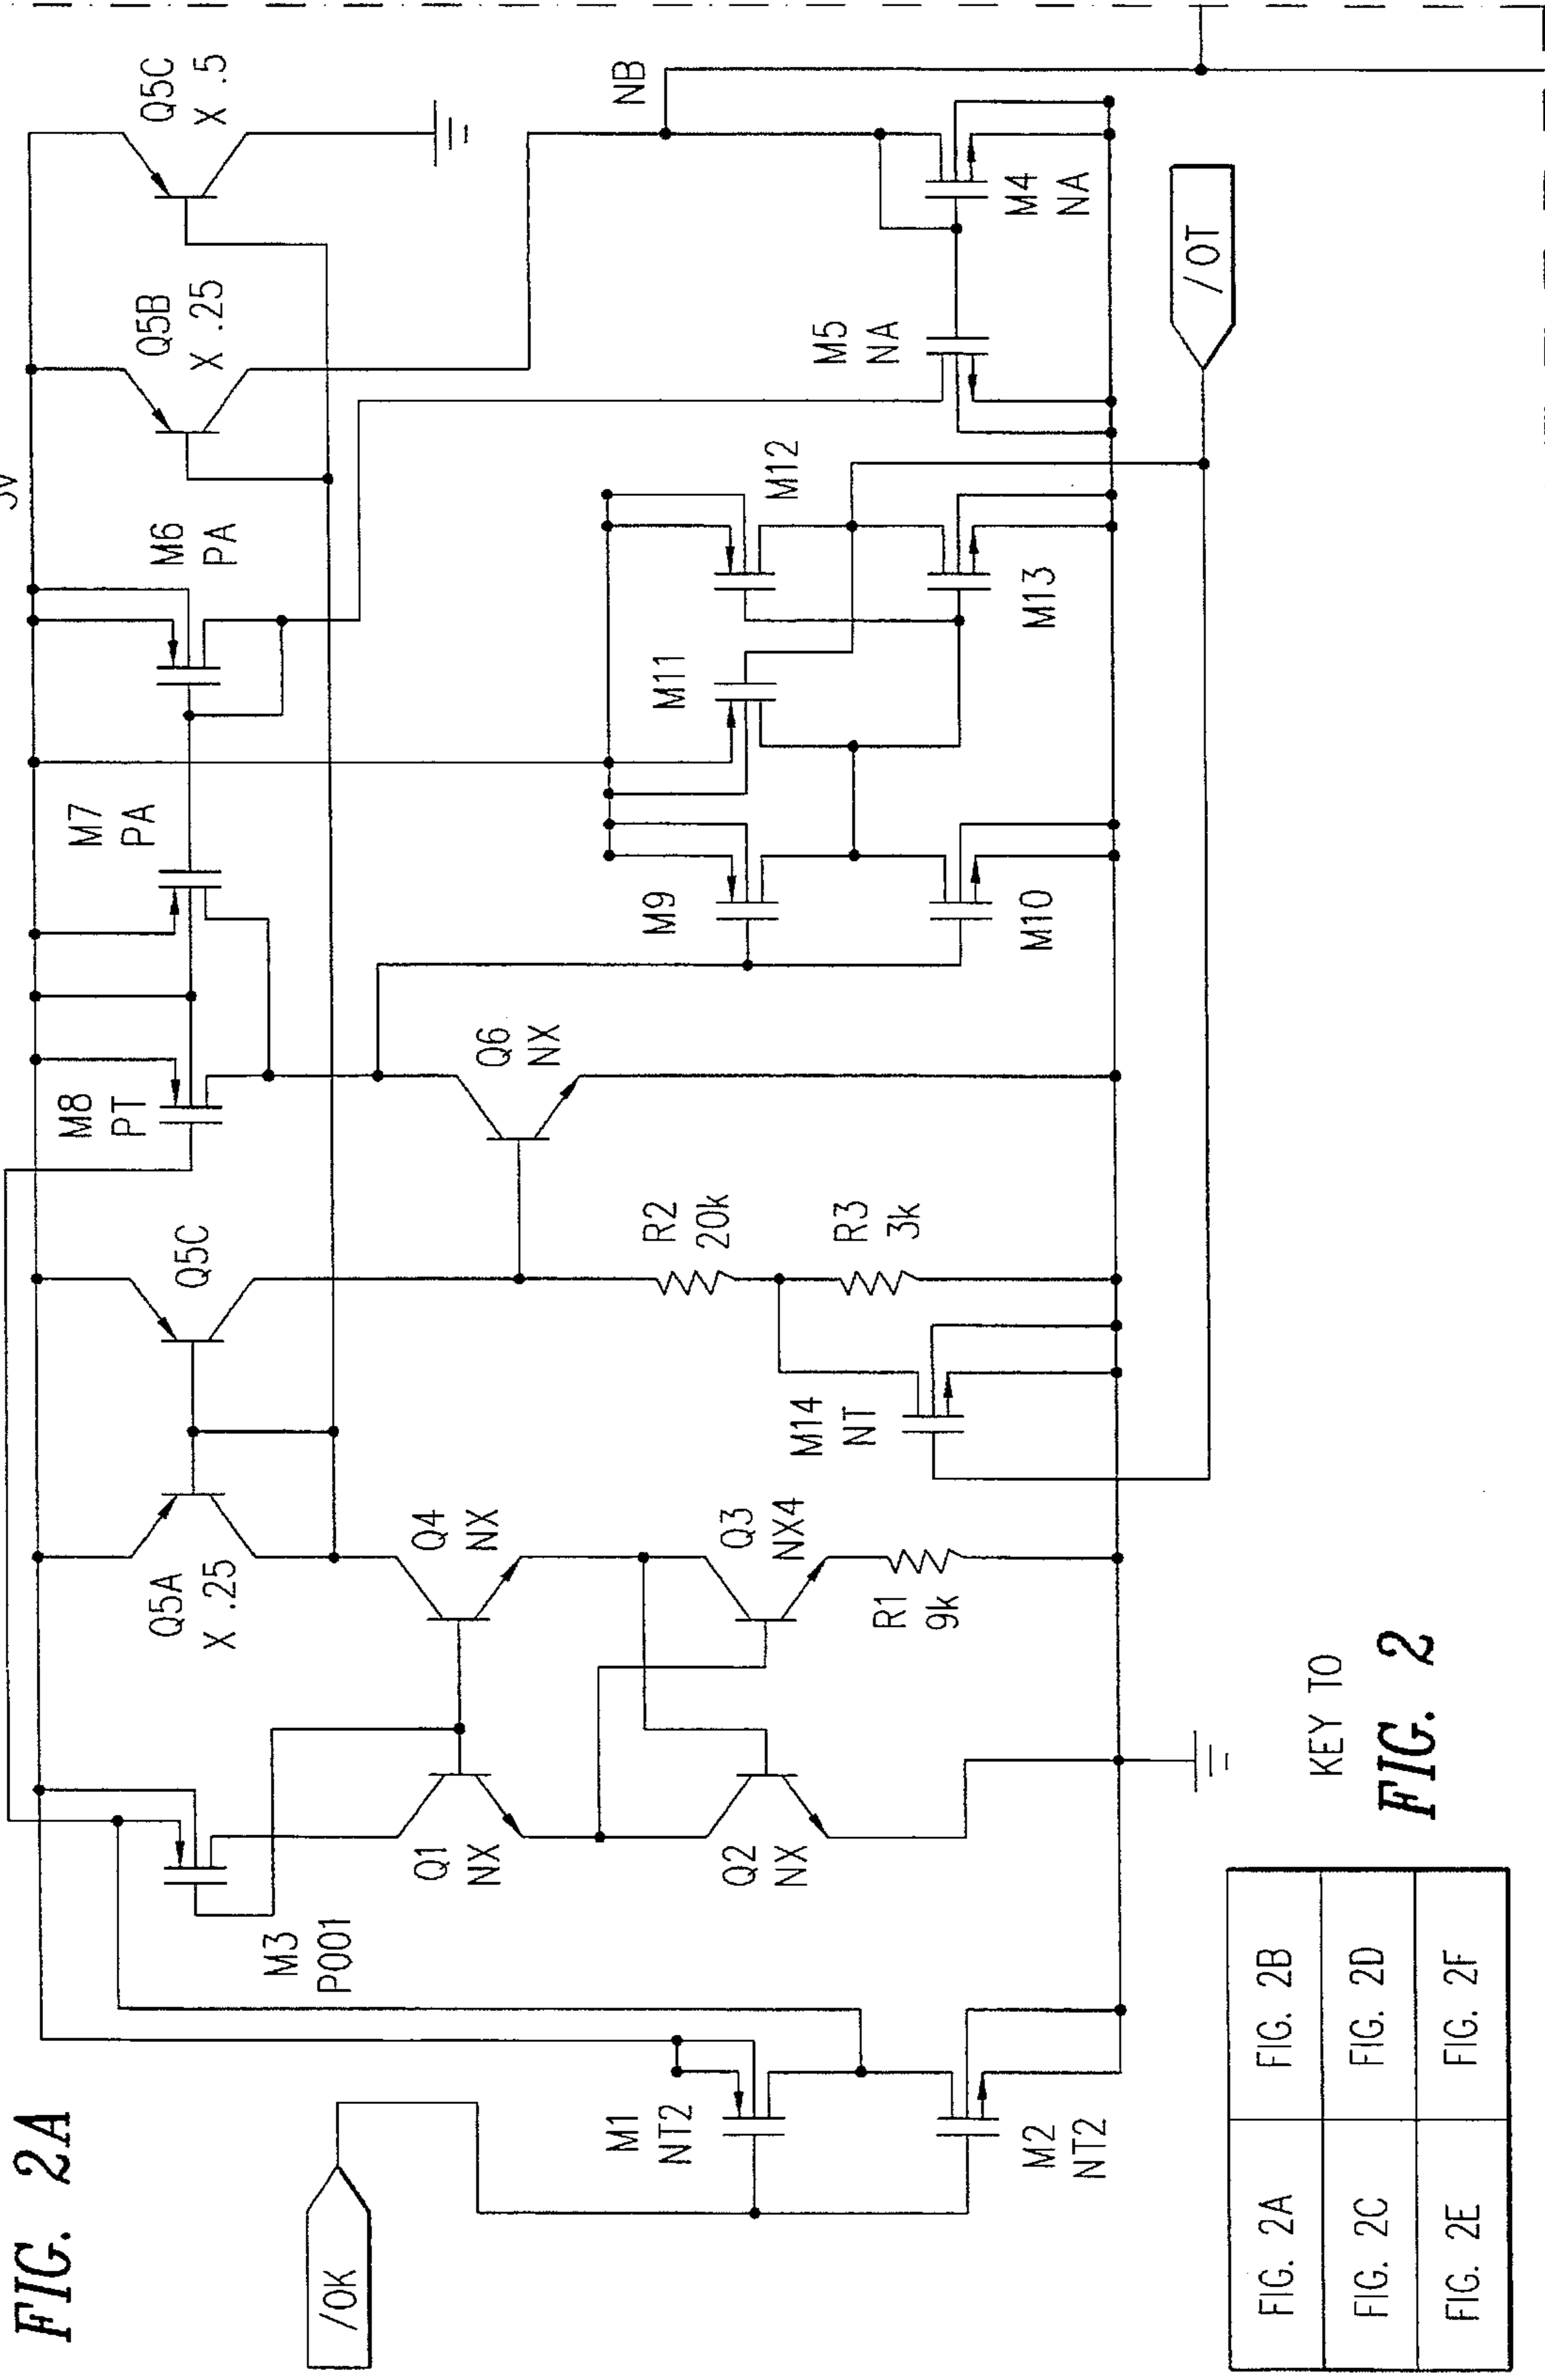 FIG. 2A
5V
Q5C
X .5
Q5B
X .25
M6
PA
M7
PA
M8
PT
Q5C
Q5A
X .25
M3
P001
Q1
NX
Q4
NX
Q6
NX
NB
M12
M11
M9
M5
NA
M4
NA
M13
M10
R2
20k
R3
3k
M14
NT
Q3
NX4
R1
9k
Q2
NX
M1
NT2
M2
NT2
/OK
/OT
KEY TO
FIG. 2
FIG. 2A FIG. 2B
FIG. 2C FIG. 2D
FIG. 2E FIG. 2F